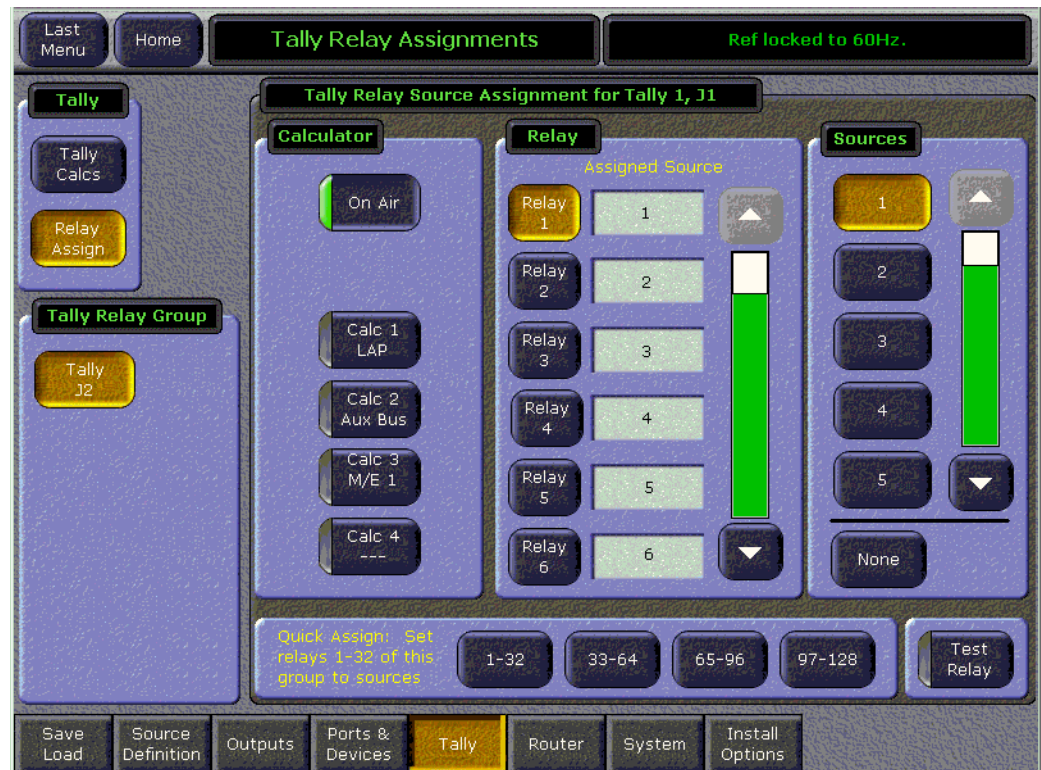 Last
Menu
Home
Tally Relay Assignments
Ref locked to 60Hz.
Tally
Tally
Calcs
Relay
Assign
Tally Relay Group
Tally
J2
Tally Relay Source Assignment for Tally 1, J1
Calculator
On Air
Calc 1
LAP
Calc 2
Aux Bus
Calc 3
M/E 1
Calc 4
---
Relay
Assigned Source
Relay
1
1
Relay
2
2
Relay
3
3
Relay
4
4
Relay
5
5
Relay
6
6
Sources
1
2
3
4
5
None
Quick Assign: Set
relays 1-32 of this
group to sources
1-32
33-64
65-96
97-128
Test
Relay
Save
Load
Source
Definition
Outputs
Ports &
Devices
Tally
Router
System
Install
Options